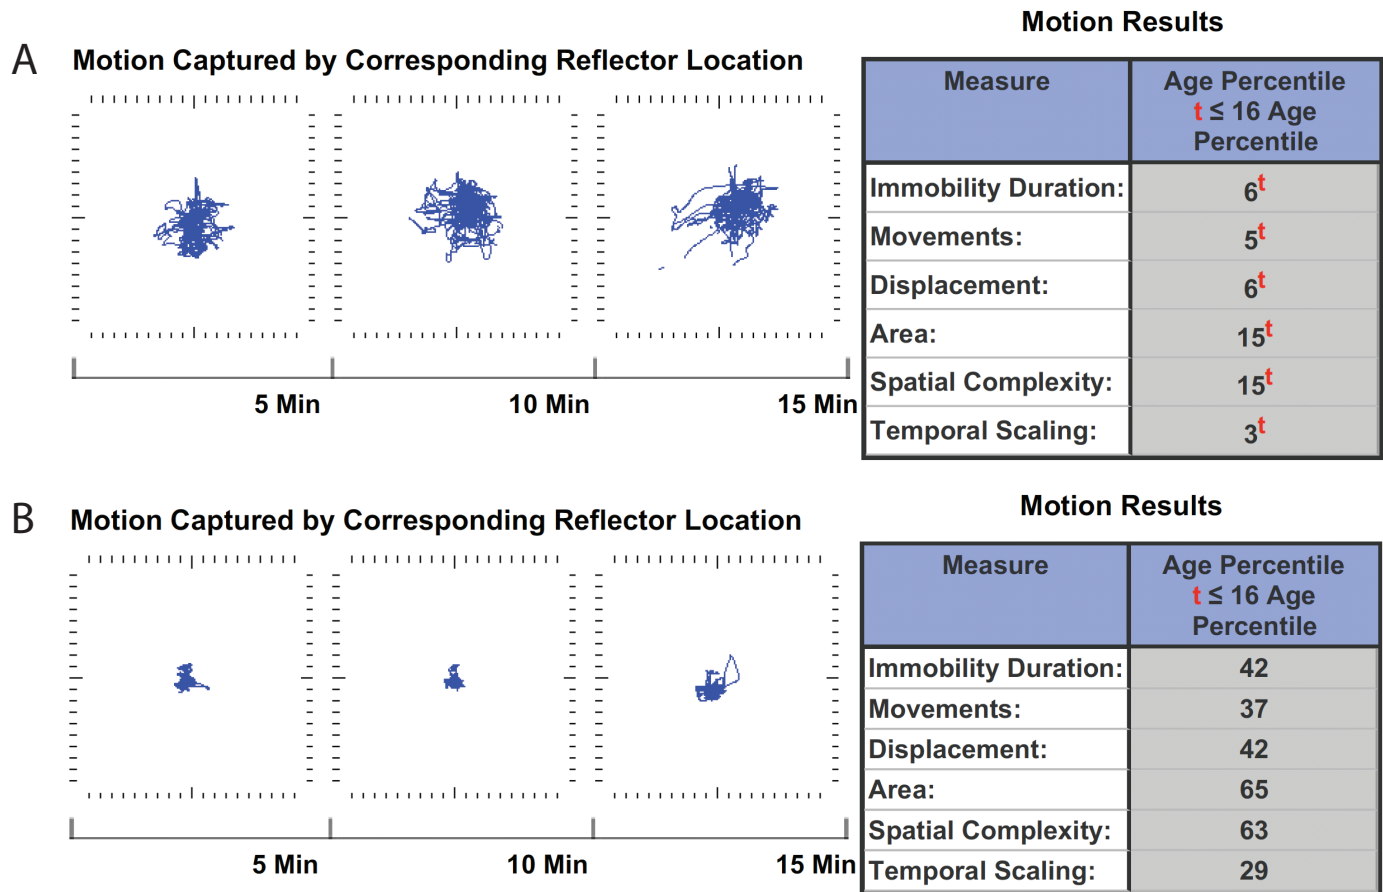 A
Motion Captured by Corresponding Reflector Location
5 Min
10 Min
15 Min
Motion Results
Measure
Age Percentile
t ≤ 16 Age
Percentile
Immobility Duration: 6t
Movements: 5t
Displacement: 6t
Area: 15t
Spatial Complexity: 15t
Temporal Scaling: 3t
B
Motion Captured by Corresponding Reflector Location
5 Min
10 Min
15 Min
Motion Results
Measure
Age Percentile
t ≤ 16 Age
Percentile
Immobility Duration: 42
Movements: 37
Displacement: 42
Area: 65
Spatial Complexity: 63
Temporal Scaling: 29